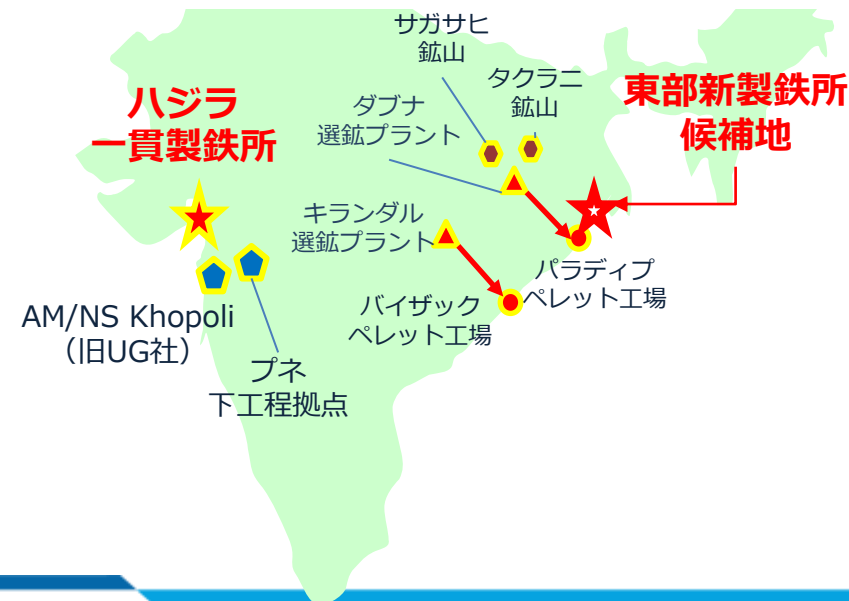 サガサヒ
鉱山
タクラニ
鉱山
東部新製鉄所
候補地
ハジラ
一貫製鉄所
ダブナ
選鉱プラント
キランダル
選鉱プラント
パラディプ
ペレット工場
バイザック
ペレット工場
AM/NS Khopoli
（旧UG社）
プネ
下工程拠点